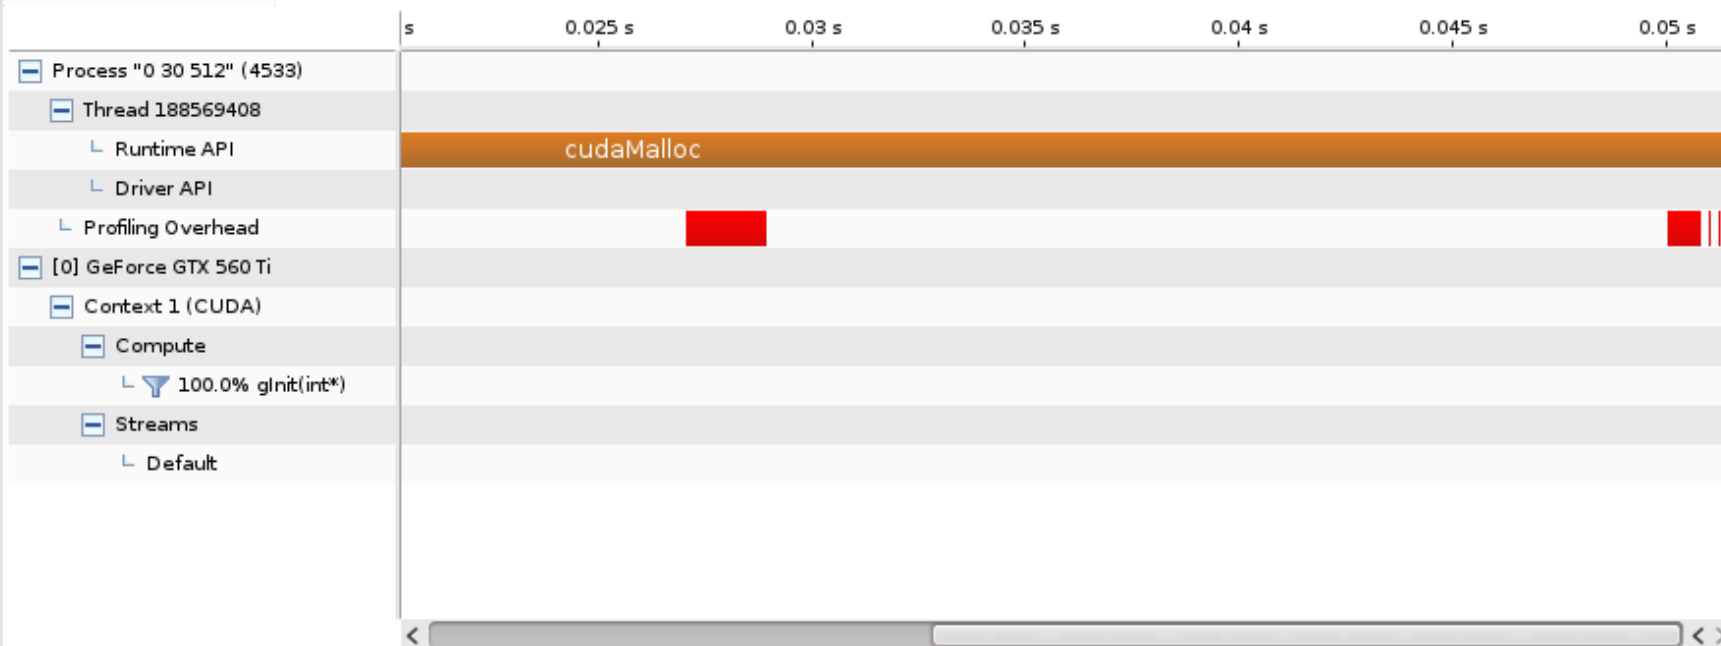 s 0.025 s 0.03 s 0.035 s 0.04 s 0.045 s 0.05 s
Process "0 30 512" (4533)
Thread 188569408
Runtime API cudaMalloc
Driver API
Profiling Overhead
[0] GeForce GTX 560 Ti
Context 1 (CUDA)
Compute
100.0% gInit(int*)
Streams
Default